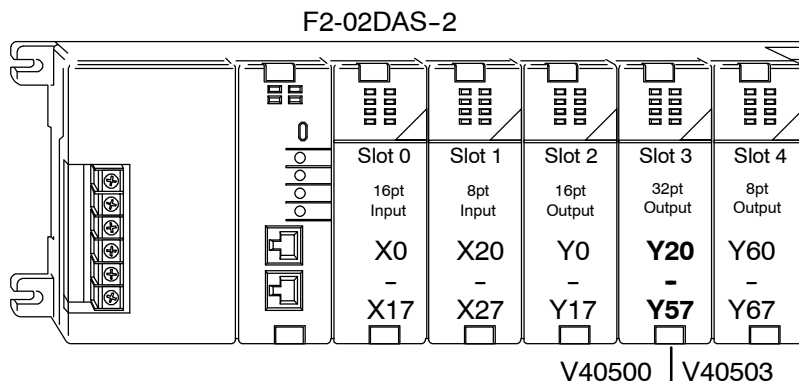 F2-02DAS-2
Slot 0 Slot 1 Slot 2 Slot 3 Slot 4
16pt 8pt 16pt 32pt 8pt
Input Input Output Output Output
X0 X20 Y0 Y20 Y60
- - - - -
X17 X27 Y17 Y57 Y67
V40500 V40503